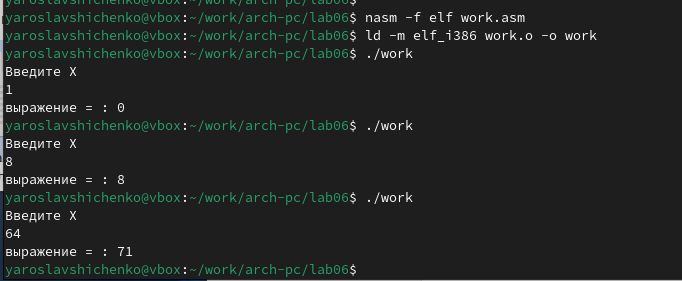 yaroslavshichenko@vbox:~/work/arch-pc/lab06$
yaroslavshichenko@vbox:~/work/arch-pc/lab06$ nasm -f elf work.asm
yaroslavshichenko@vbox:~/work/arch-pc/lab06$ ld -m elf_i386 work.o -o work
yaroslavshichenko@vbox:~/work/arch-pc/lab06$ ./work
Введите X
1
выражение = : 0
yaroslavshichenko@vbox:~/work/arch-pc/lab06$ ./work
Введите X
8
выражение = : 8
yaroslavshichenko@vbox:~/work/arch-pc/lab06$ ./work
Введите X
64
выражение = : 71
yaroslavshichenko@vbox:~/work/arch-pc/lab06$